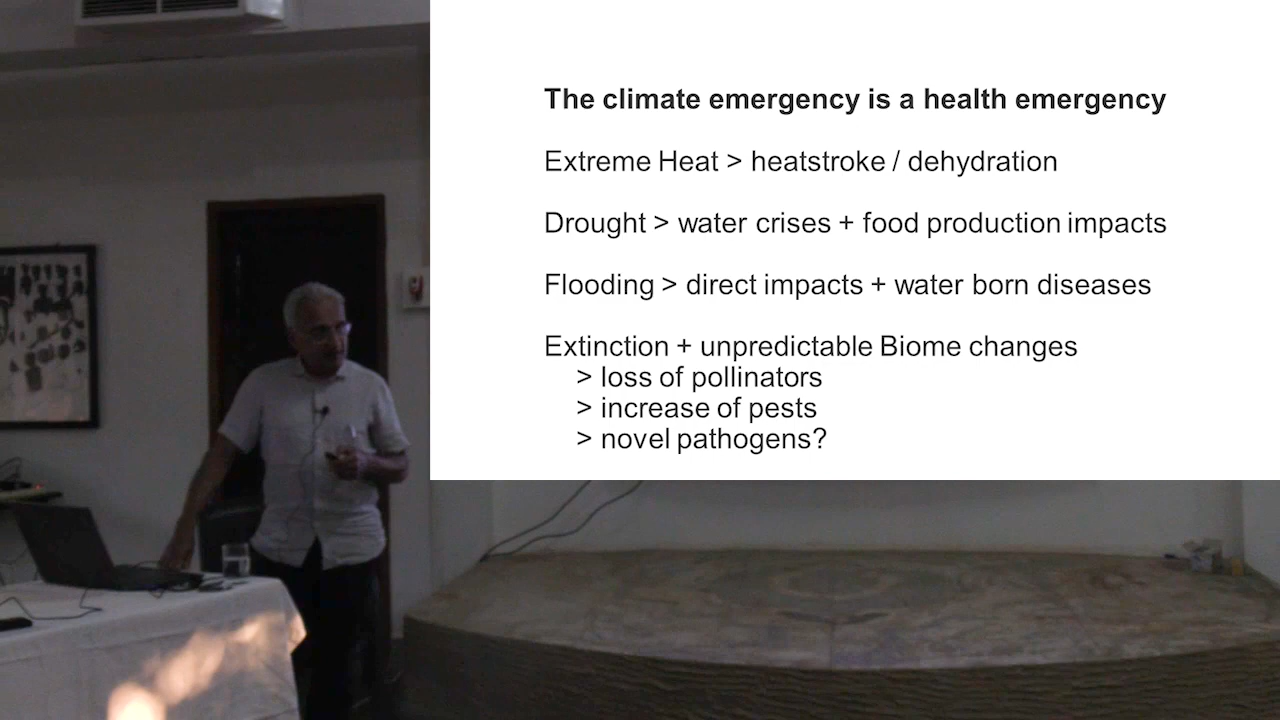 The climate emergency is a health emergency
Extreme Heat > heatstroke / dehydration
Drought > water crises + food production impacts
Flooding > direct impacts + water born diseases
Extinction + unpredictable Biome changes
> loss of pollinators
> increase of pests
> novel pathogens?